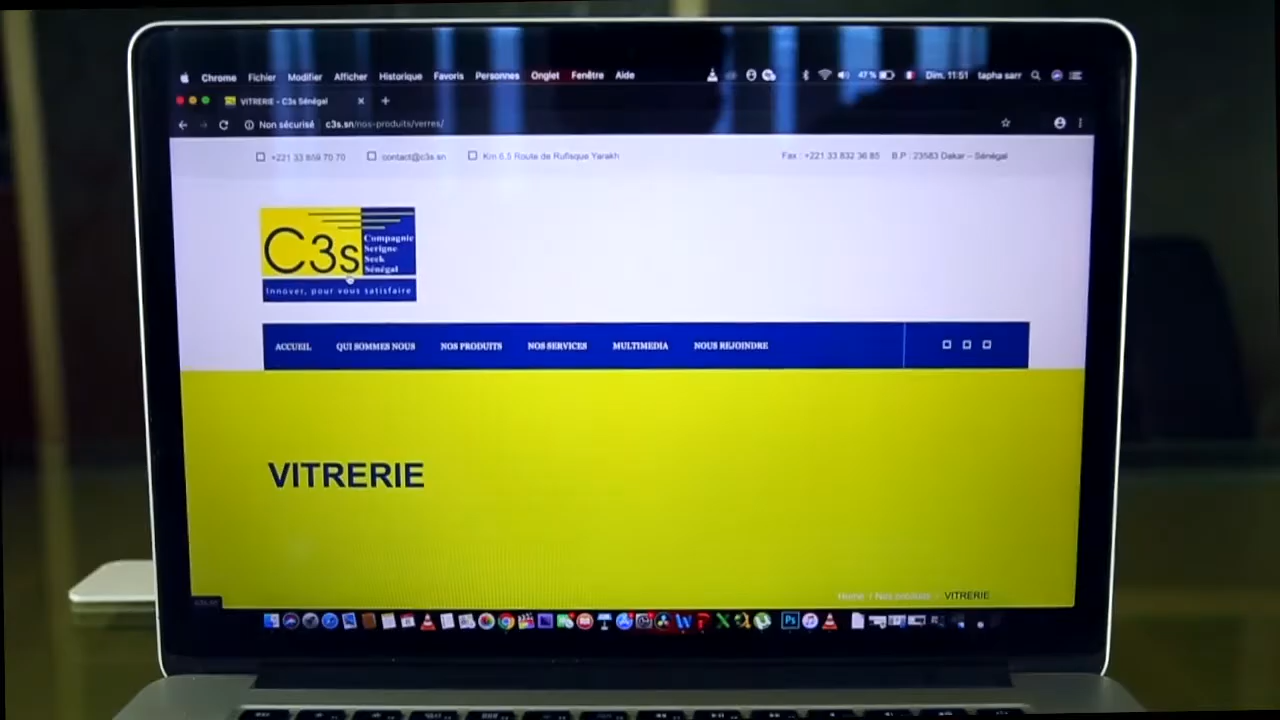 Chrome Fichier Modifier Afficher Historique Favoris Personnes Onglet Fenêtre Aide 47 % Dim. 11:51 tapha sarr
VITRERIE - C3s Sénégal
Non sécurisé c3s.sn/nos-produits/verres/
+221 33 859 70 70 contact@c3s.sn Km 6,5 Route de Rufisque Yarakh Fax : +221 33 832 36 85 B.P : 23583 Dakar – Sénégal
C3s
Compagnie
Serigne
Seck
Sénégal
Innover, pour vous satisfaire
ACCUEIL QUI SOMMES NOUS NOS PRODUITS NOS SERVICES MULTIMEDIA NOUS REJOINDRE
VITRERIE
Home / Nos produits - VITRERIE
Ps